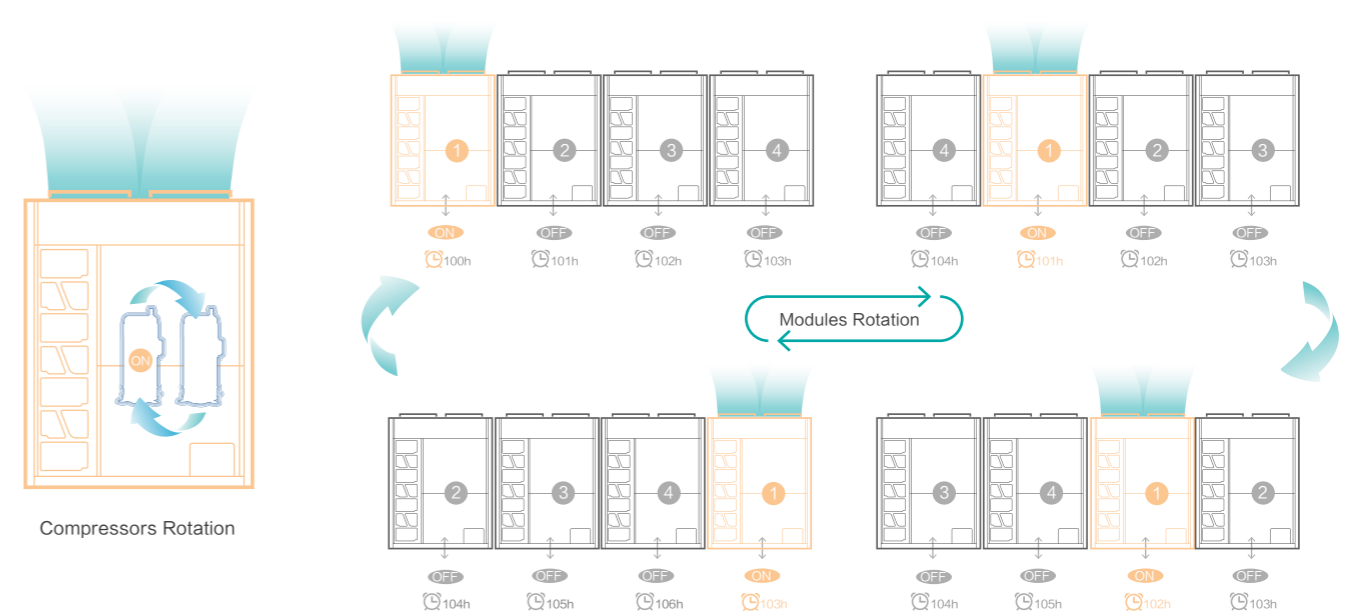 1 2 3 4
ON OFF OFF OFF
100h 101h 102h 103h
4 1 2 3
OFF ON OFF OFF
104h 101h 102h 103h
ON
Compressors Rotation
Modules Rotation
2 3 4 1
OFF OFF OFF ON
104h 105h 106h 103h
3 4 1 2
OFF OFF ON OFF
104h 105h 102h 103h